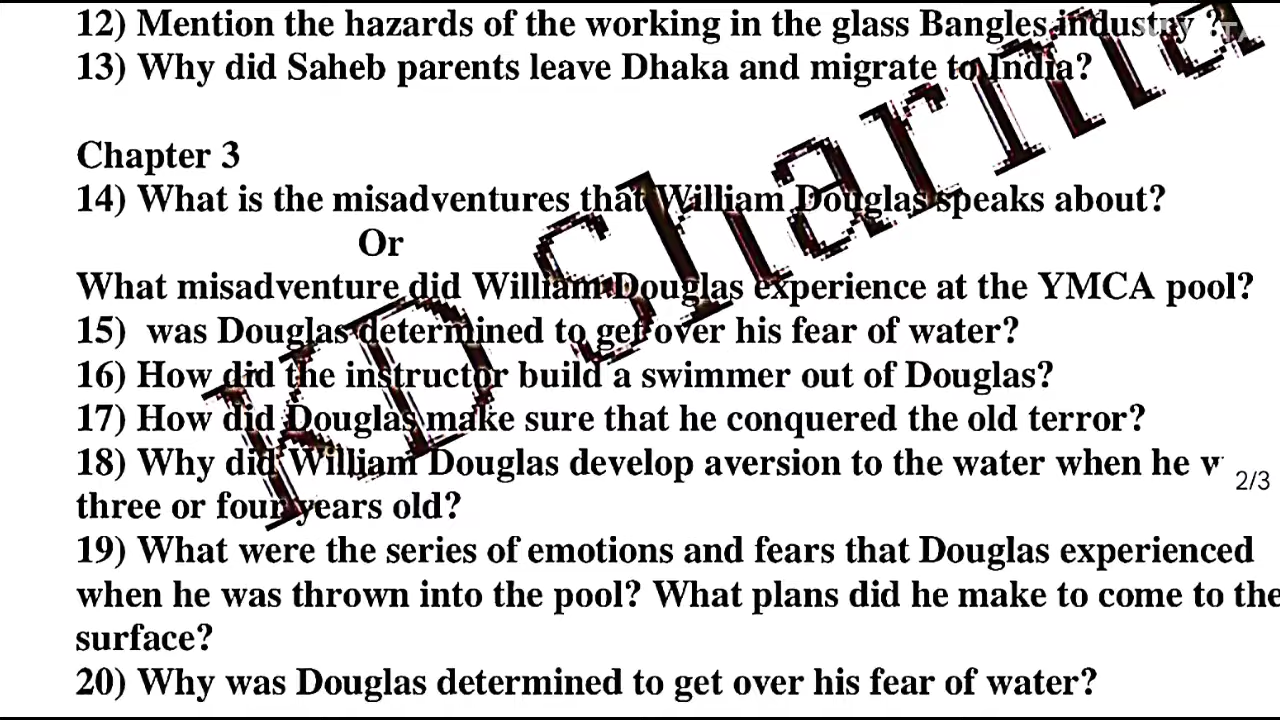 12) Mention the hazards of the working in the glass Bangles industry ?
13) Why did Saheb parents leave Dhaka and migrate to India?
Chapter 3
14) What is the misadventures that William Douglas speaks about?
Or
What misadventure did William Douglas experience at the YMCA pool?
15) was Douglas determined to get over his fear of water?
16) How did the instructor build a swimmer out of Douglas?
17) How did Douglas make sure that he conquered the old terror?
18) Why did William Douglas develop aversion to the water when he
2/3
three or four years old?
19) What were the series of emotions and fears that Douglas experienced
when he was thrown into the pool? What plans did he make to come to the
surface?
20) Why was Douglas determined to get over his fear of water?
KD Sharma